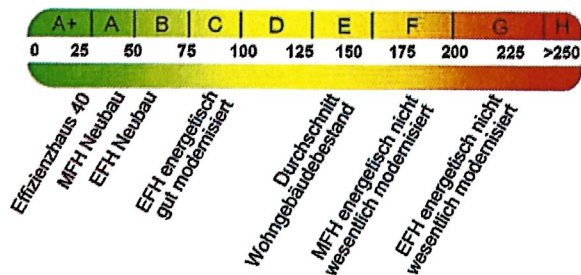 A+ A B C D E F G H
0 25 50 75 100 125 150 175 200 225 >250
Effizienzhaus 40
MFH Neubau
EFH Neubau
EFH energetisch
gut modernisiert
Durchschnitt
Wohngebäudebestand
MFH energetisch nicht
wesentlich modernisiert
EFH energetisch nicht
wesentlich modernisiert